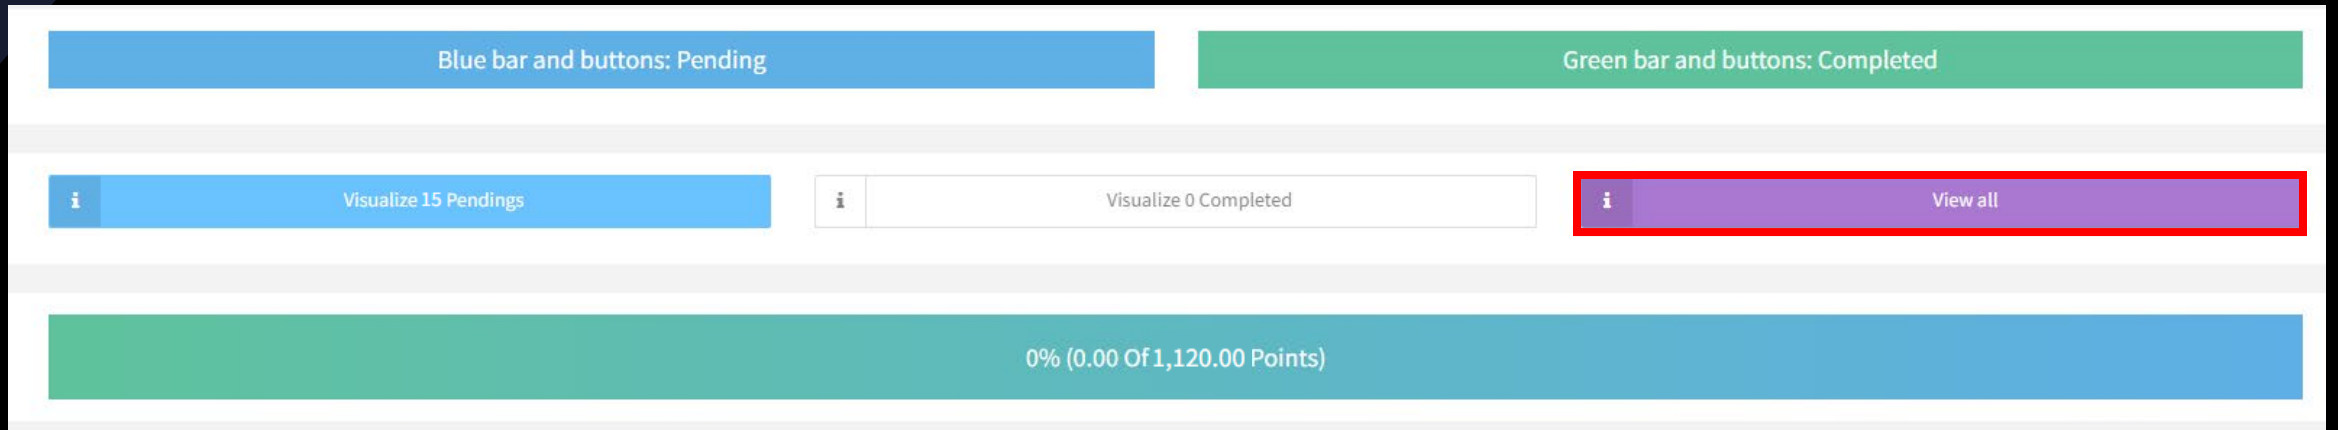 Blue bar and buttons: Pending
Green bar and buttons: Completed
i Visualize 15 Pendings
i Visualize 0 Completed
i View all
0% (0.00 Of 1,120.00 Points)